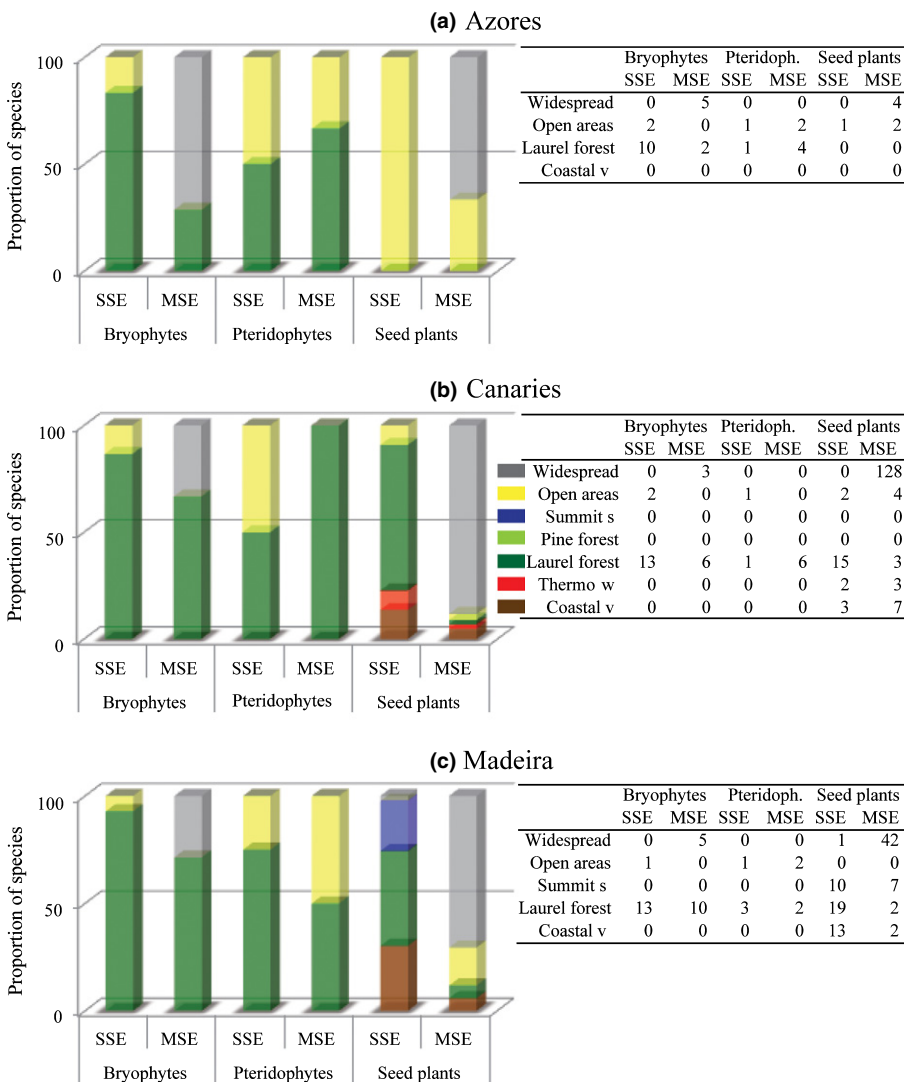 (a) Azores
Proportion of species
100
50
0
SSE MSE SSE MSE SSE MSE
Bryophytes Pteridophytes Seed plants
Bryophytes Pteridoph. Seed plants
SSE MSE SSE MSE SSE MSE
Widespread 0 5 0 0 0 4
Open areas 2 0 1 2 1 2
Laurel forest 10 2 1 4 0 0
Coastal v 0 0 0 0 0 0
(b) Canaries
Proportion of species
100
50
0
SSE MSE SSE MSE SSE MSE
Bryophytes Pteridophytes Seed plants
Bryophytes Pteridoph. Seed plants
SSE MSE SSE MSE SSE MSE
Widespread 0 3 0 0 0 128
Open areas 2 0 1 0 2 4
Summit s 0 0 0 0 0 0
Pine forest 0 0 0 0 0 0
Laurel forest 13 6 1 6 15 3
Thermo w 0 0 0 0 2 3
Coastal v 0 0 0 0 3 7
(c) Madeira
Proportion of species
100
50
0
SSE MSE SSE MSE SSE MSE
Bryophytes Pteridophytes Seed plants
Bryophytes Pteridoph. Seed plants
SSE MSE SSE MSE SSE MSE
Widespread 0 5 0 0 1 42
Open areas 1 0 1 2 0 0
Summit s 0 0 0 0 10 7
Laurel forest 13 10 3 2 19 2
Coastal v 0 0 0 0 13 2